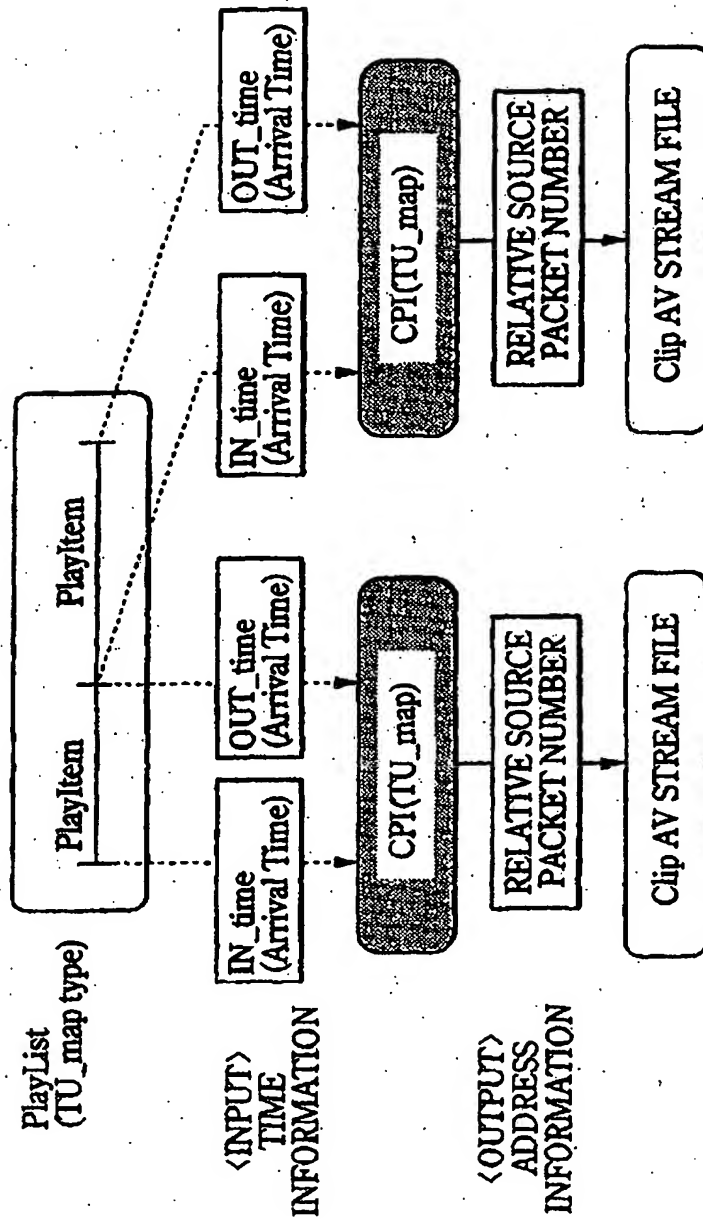 PlayList
(TU_map type)
PlayItem
PlayItem
<INPUT>
TIME
INFORMATION
IN_time
(Arrival Time)
OUT_time
(Arrival Time)
IN_time
(Arrival Time)
OUT_time
(Arrival Time)
CPI(TU_map)
CPI(TU_map)
<OUTPUT>
ADDRESS
INFORMATION
RELATIVE SOURCE
PACKET NUMBER
RELATIVE SOURCE
PACKET NUMBER
Clip AV STREAM FILE
Clip AV STREAM FILE